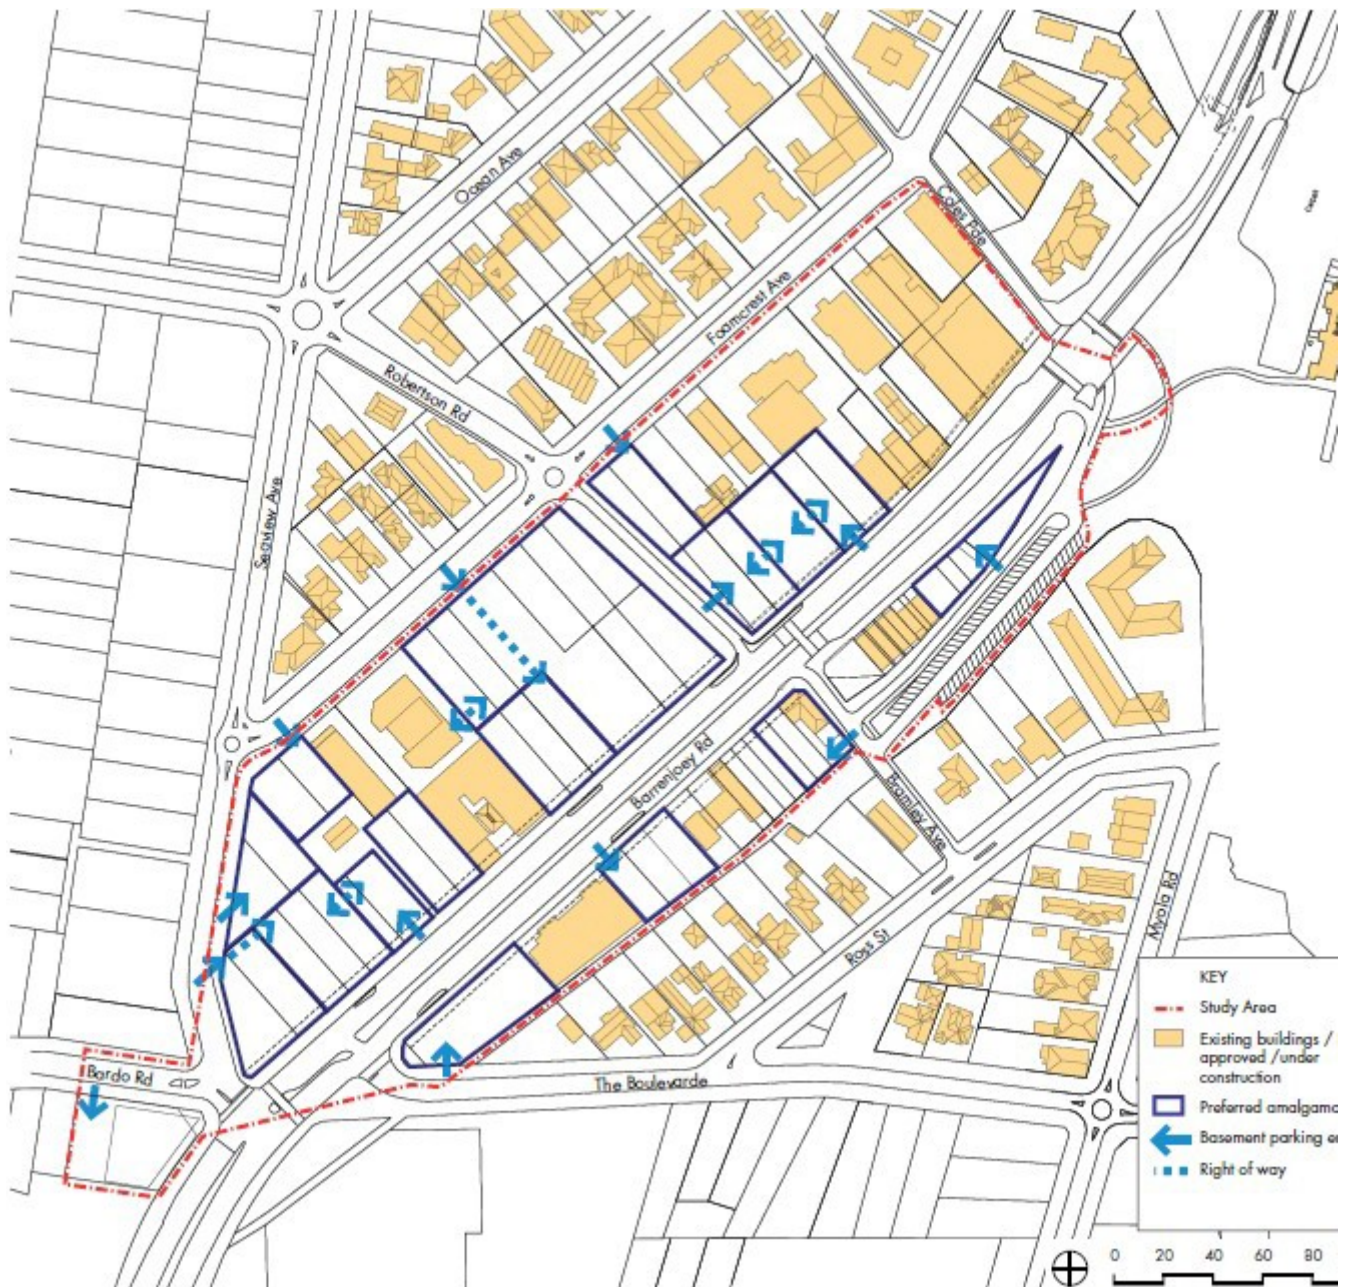 Ocean Ave
Coles Pde
Foamcrest Ave
Robertson Rd
Seaview Ave
Barrenjoey Rd
Bramley Ave
Myola Rd
Ross St
The Boulevarde
Bardo Rd
KEY
Study Area
Existing buildings /
approved /under
construction
Preferred amalgama
Basement parking en
Right of way
0 20 40 60 80